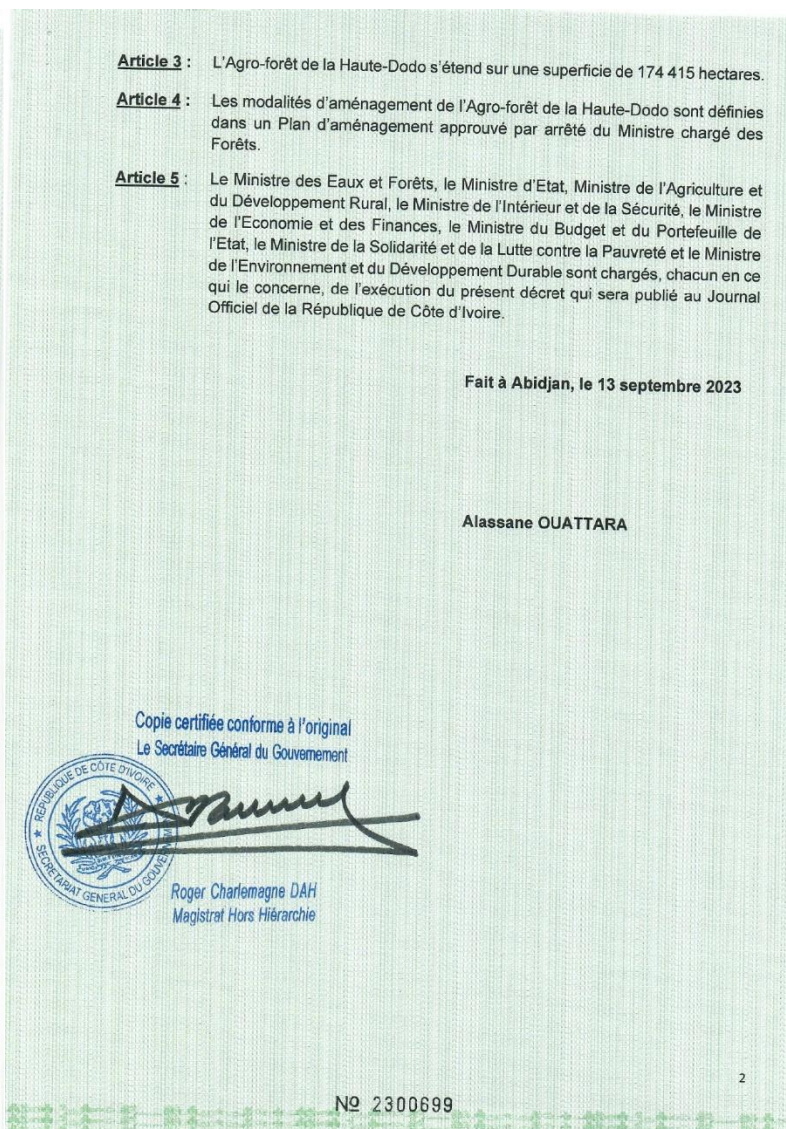 Article 3 : L'Agro-forêt de la Haute-Dodo s'étend sur une superficie de 174 415 hectares.
Article 4 : Les modalités d'aménagement de l'Agro-forêt de la Haute-Dodo sont définies
dans un Plan d'aménagement approuvé par arrêté du Ministre chargé des
Forêts.
Article 5 : Le Ministre des Eaux et Forêts, le Ministre d'Etat, Ministre de l'Agriculture et
du Développement Rural, le Ministre de l'Intérieur et de la Sécurité, le Ministre
de l'Economie et des Finances, le Ministre du Budget et du Portefeuille de
l'Etat, le Ministre de la Solidarité et de la Lutte contre la Pauvreté et le Ministre
de l'Environnement et du Développement Durable sont chargés, chacun en ce
qui le concerne, de l'exécution du présent décret qui sera publié au Journal
Officiel de la République de Côte d'Ivoire.
Fait à Abidjan, le 13 septembre 2023
Alassane OUATTARA
Copie certifiée conforme à l'original
Le Secrétaire Général du Gouvernement
REPUBLIQUE DE CÔTE D'IVOIRE
SECRETARIAT GENERAL DU GOUVERNEM
Roger Charlemagne DAH
Magistrat Hors Hiérarchie
2
Nº 2300699